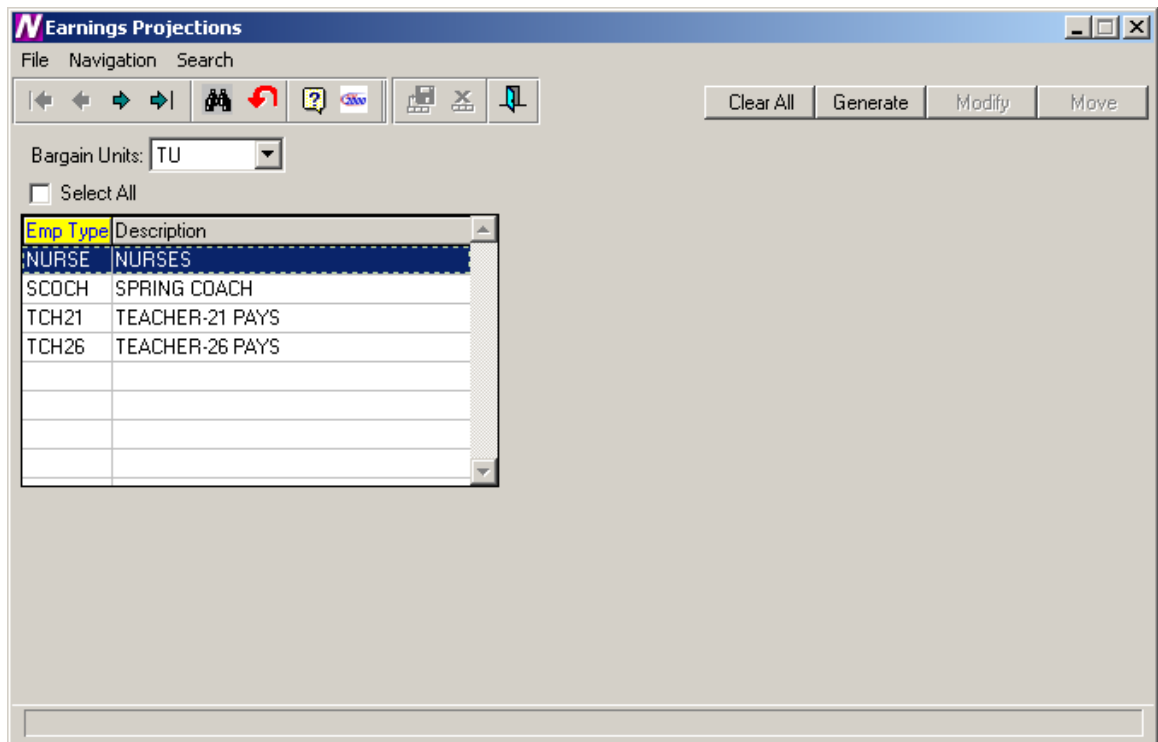 Earnings Projections
File Navigation Search
Clear All Generate Modify Move
Bargain Units: TU
Select All
Emp Type Description
NURSE NURSES
SCOCH SPRING COACH
TCH21 TEACHER-21 PAYS
TCH26 TEACHER-26 PAYS